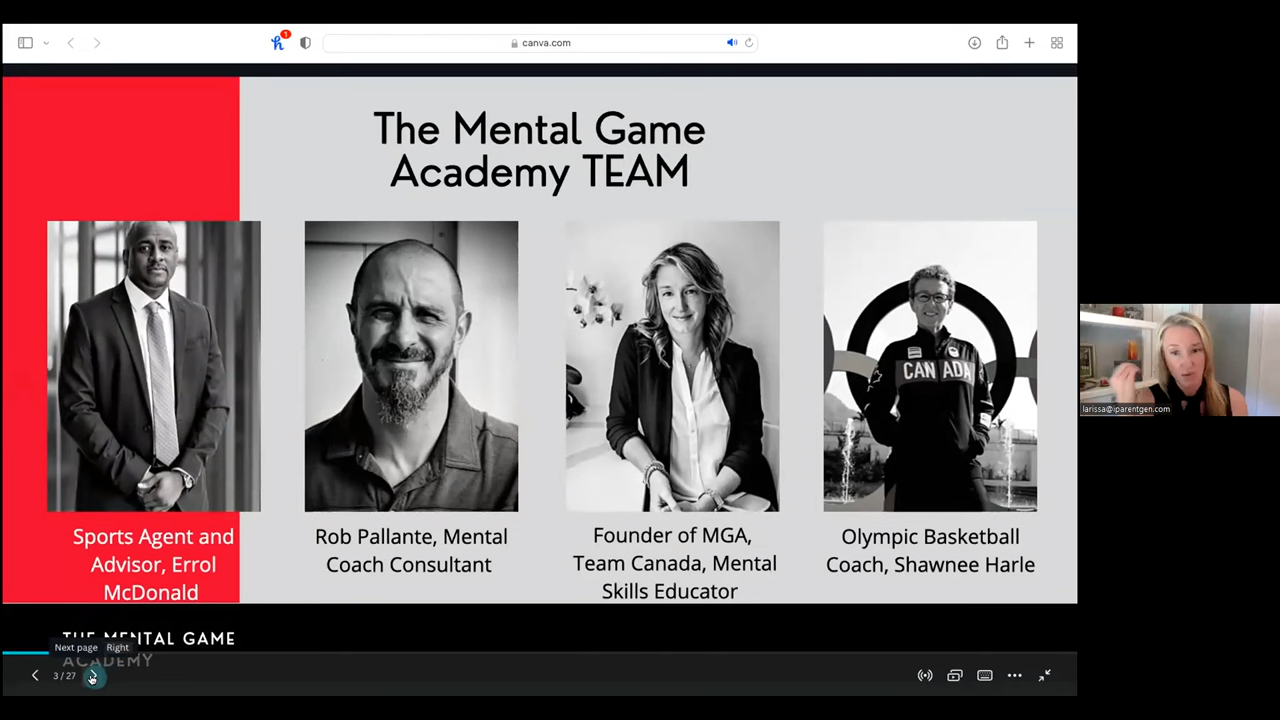 1
canva.com
The Mental Game
Academy TEAM
CANADA
Sports Agent and
Advisor, Errol
McDonald
Rob Pallante, Mental
Coach Consultant
Founder of MGA,
Team Canada, Mental
Skills Educator
Olympic Basketball
Coach, Shawnee Harle
larissa@iparentgen.com
THE MENTAL GAME
ACADEMY
Next page Right
3 / 27